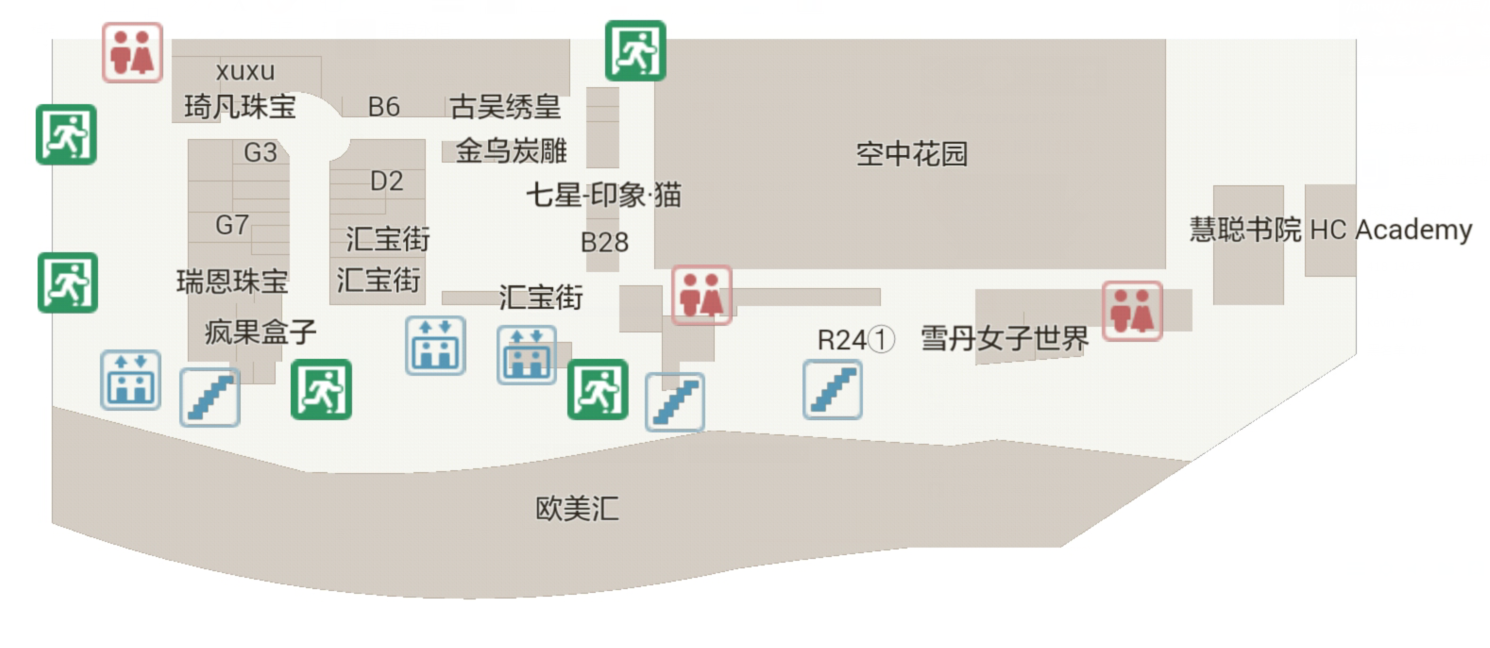 xuxu
琦凡珠宝
B6
古吴绣皇
G3
金乌炭雕
空中花园
D2
七星-印象·猫
G7
汇宝街
B28
慧聪书院 HC Academy
瑞恩珠宝
汇宝街
汇宝街
疯果盒子
R24①
雪丹女子世界
欧美汇